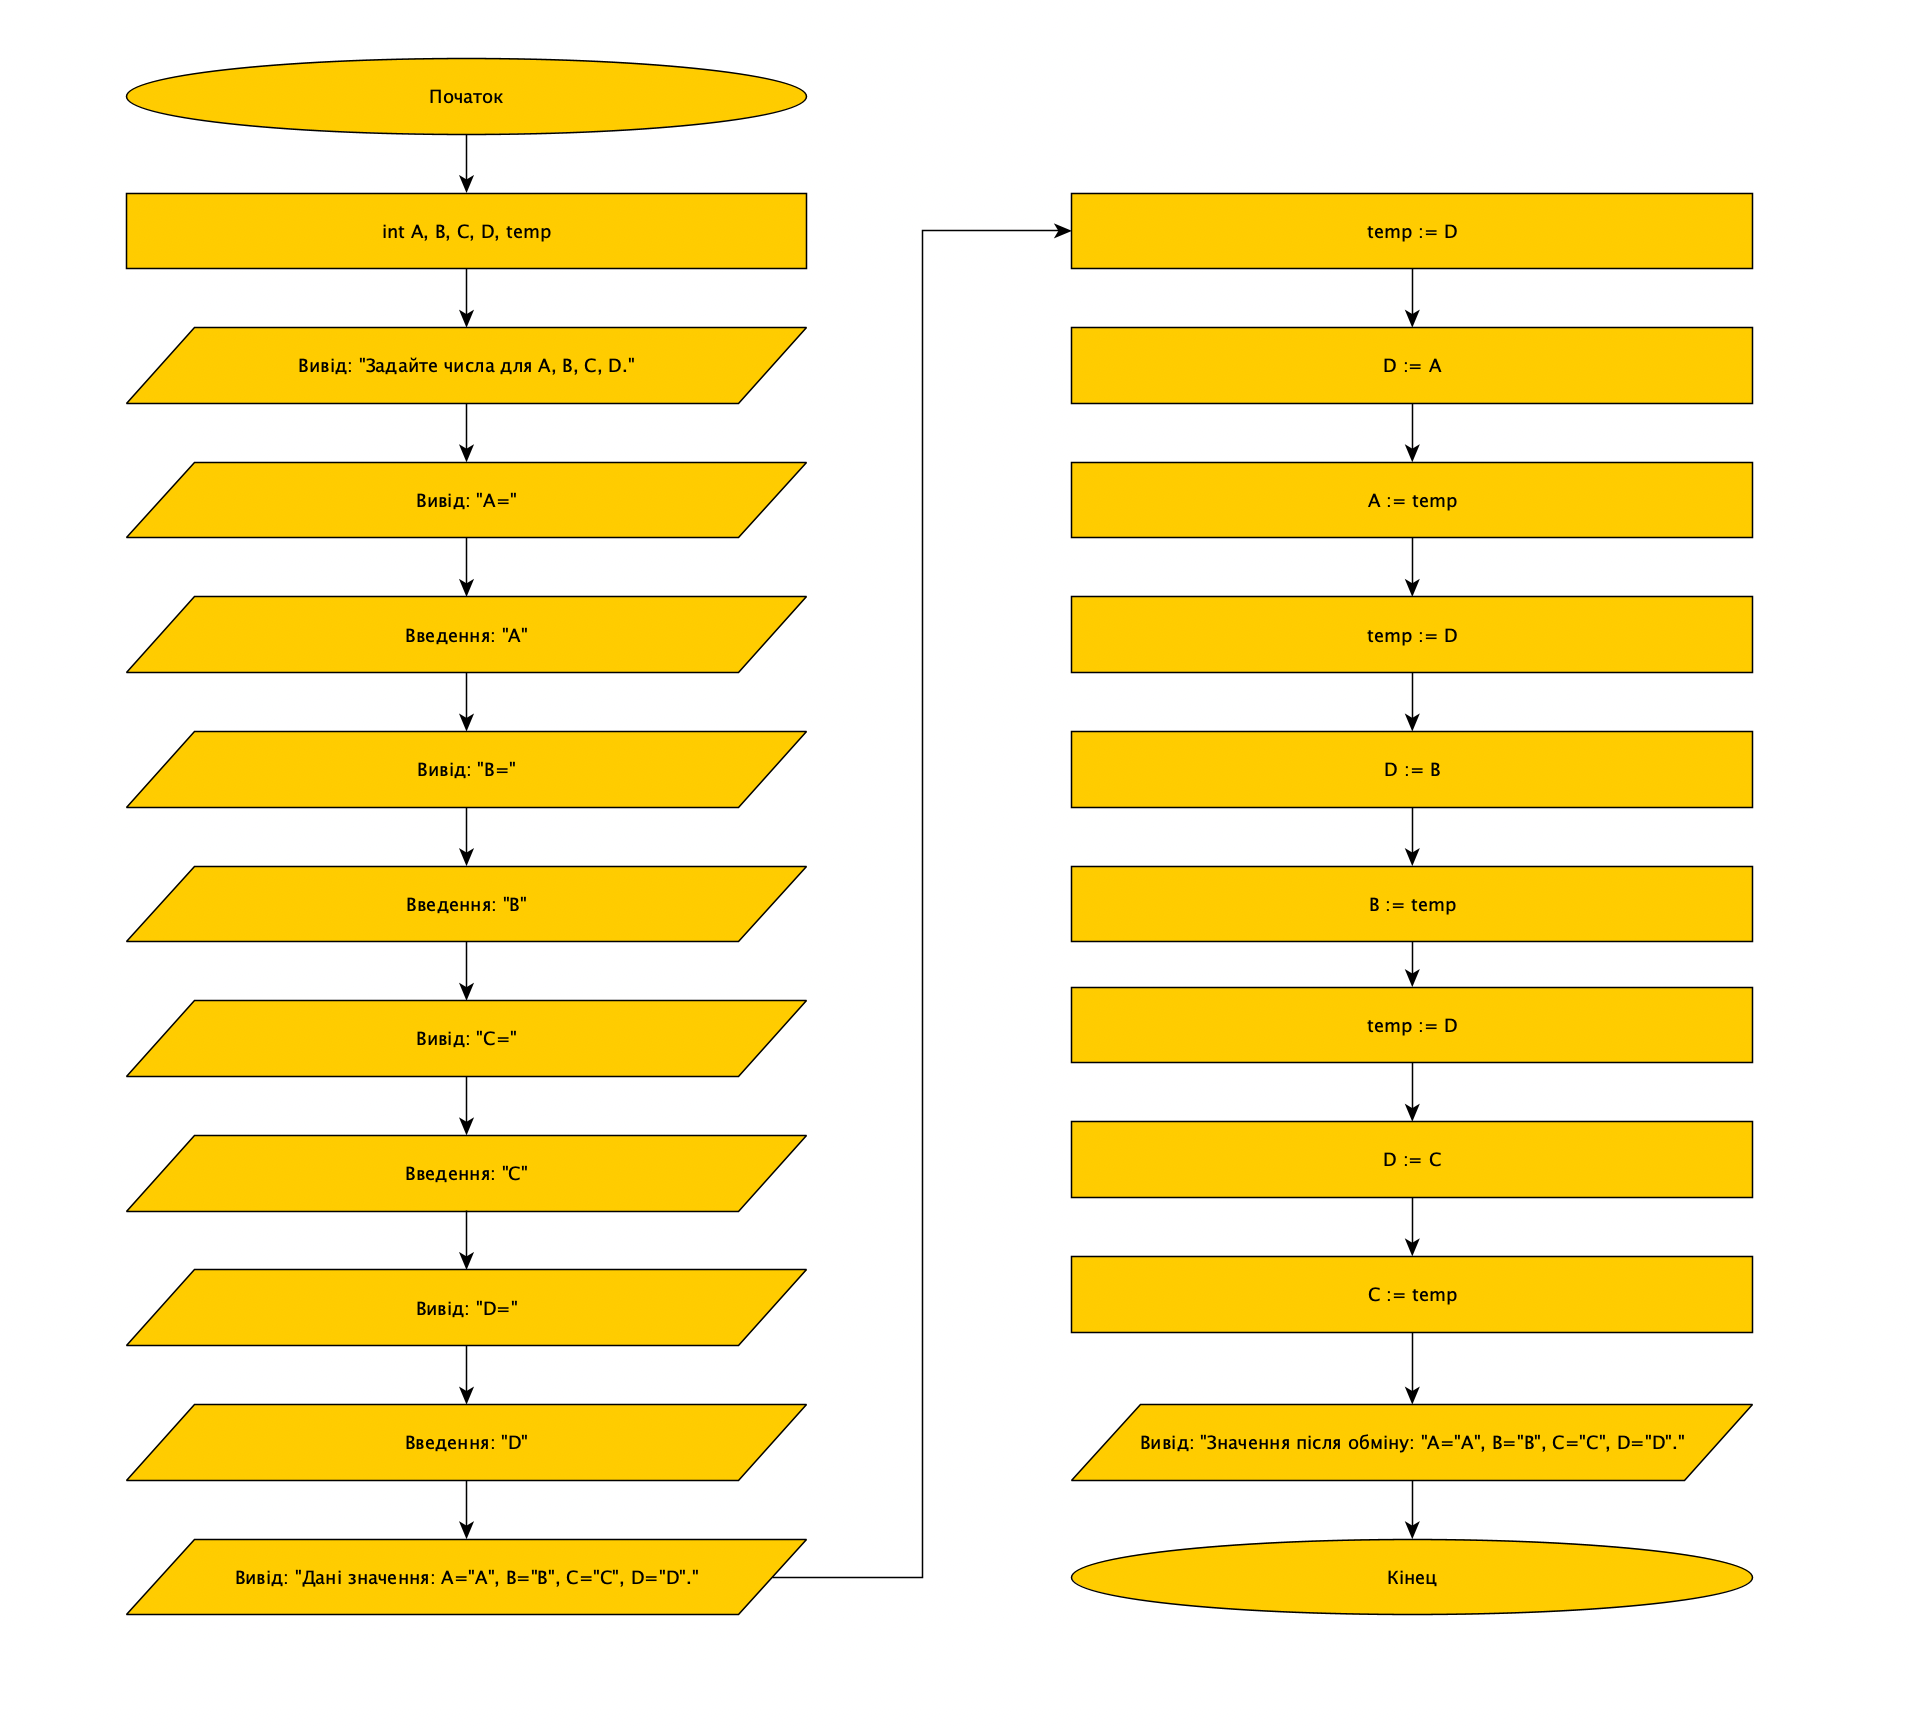 Початок
int A, B, C, D, temp
Вивід: "Задайте числа для A, B, C, D."
Вивід: "A="
Введення: "A"
Вивід: "B="
Введення: "B"
Вивід: "C="
Введення: "C"
Вивід: "D="
Введення: "D"
Вивід: "Дані значення: A="A", B="B", C="C", D="D"."
temp := D
D := A
A := temp
temp := D
D := B
B := temp
temp := D
D := C
C := temp
Вивід: "Значення після обміну: "A="A", B="B", C="C", D="D"."
Кінец